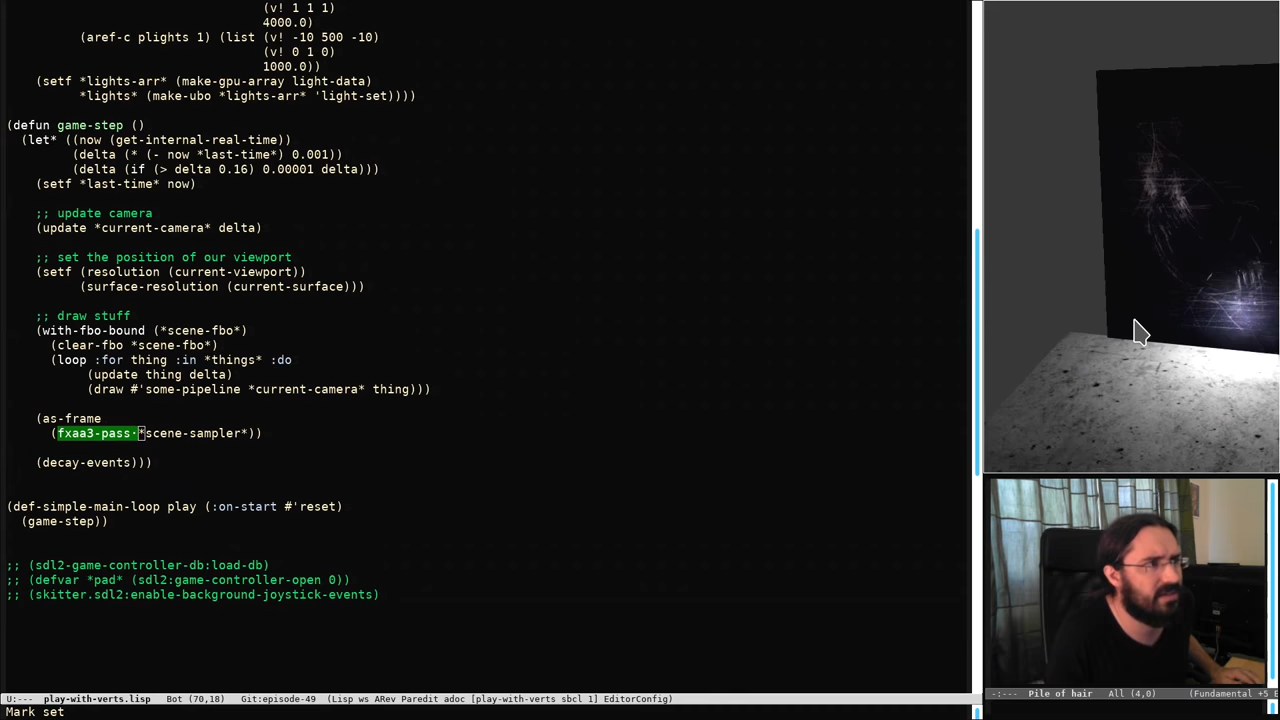 (v! 1 1 1)
4000.0)
(aref-c plights 1) (list (v! -10 500 -10)
(v! 0 1 0)
1000.0))
(setf *lights-arr* (make-gpu-array light-data)
*lights* (make-ubo *lights-arr* 'light-set))))
(defun game-step ()
(let* ((now (get-internal-real-time))
(delta (* (- now *last-time*) 0.001))
(delta (if (> delta 0.16) 0.00001 delta)))
(setf *last-time* now)
;; update camera
(update *current-camera* delta)
;; set the position of our viewport
(setf (resolution (current-viewport))
(surface-resolution (current-surface)))
;; draw stuff
(with-fbo-bound (*scene-fbo*)
(clear-fbo *scene-fbo*)
(loop :for thing :in *things* :do
(update thing delta)
(draw #'some-pipeline *current-camera* thing)))
(as-frame
(fxaa3-pass·*scene-sampler*))
(decay-events)))
(def-simple-main-loop play (:on-start #'reset)
(game-step))
;; (sdl2-game-controller-db:load-db)
;; (defvar *pad* (sdl2:game-controller-open 0))
;; (skitter.sdl2:enable-background-joystick-events)
U:--- play-with-verts.lisp Bot (70,18) Git:episode-49 (Lisp ws ARev Paredit adoc [play-with-verts sbcl 1] EditorConfig)
Mark set
-:--- Pile of hair All (4,0) (Fundamental +5 E